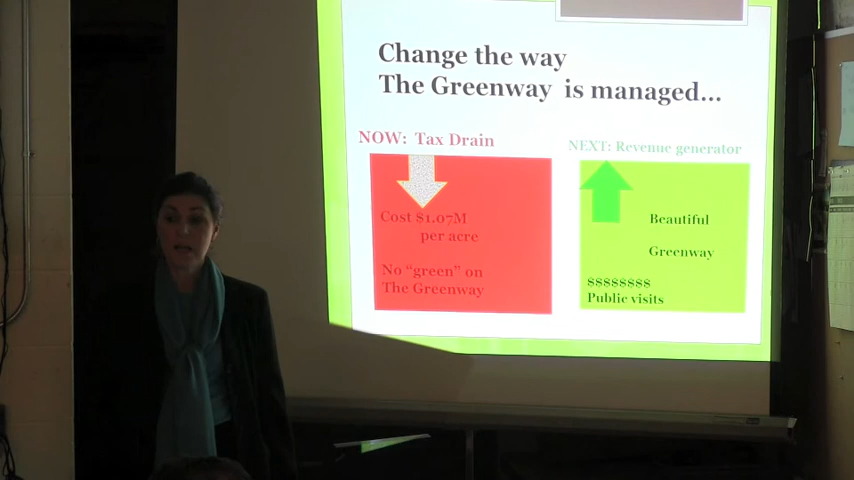 Change the way
The Greenway is managed...
NOW: Tax Drain
Cost $1.07M
per acre
No "green" on
The Greenway
NEXT: Revenue generator
Beautiful
Greenway
$$$$$$$$
Public visits